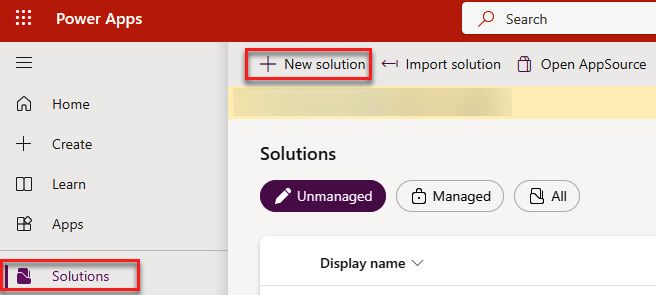 Power Apps
Search
New solution
Import solution
Open AppSource
Home
Create
Learn
Apps
Solutions
Solutions
Unmanaged
Managed
All
Display name